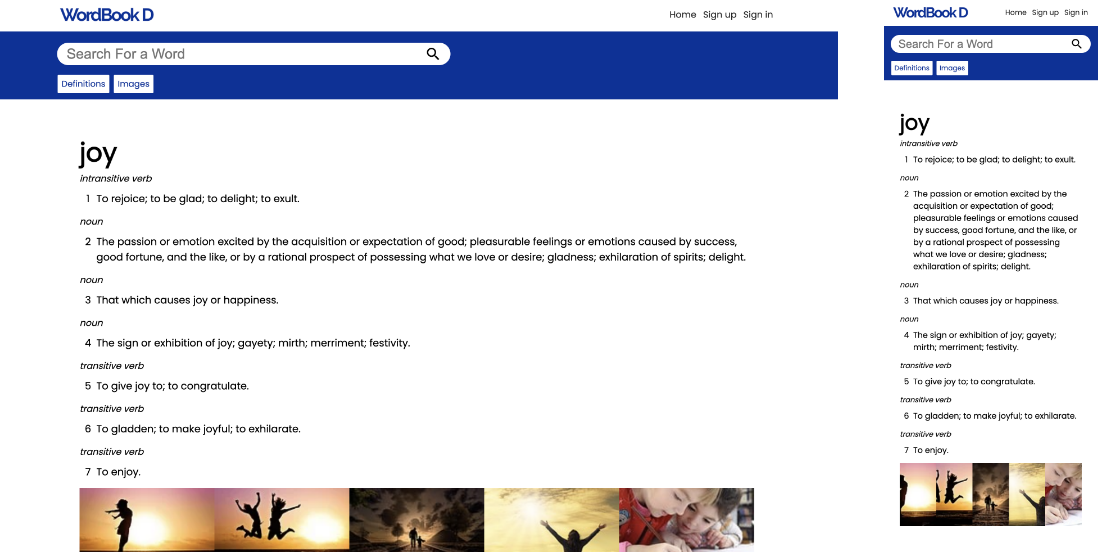 WordBook D
Home Sign up Sign in
Search For a Word
Definitions Images
joy
intransitive verb
1 To rejoice; to be glad; to delight; to exult.
noun
2 The passion or emotion excited by the acquisition or expectation of good; pleasurable feelings or emotions caused by success,
good fortune, and the like, or by a rational prospect of possessing what we love or desire; gladness; exhilaration of spirits; delight.
noun
3 That which causes joy or happiness.
noun
4 The sign or exhibition of joy; gayety; mirth; merriment; festivity.
transitive verb
5 To give joy to; to congratulate.
transitive verb
6 To gladden; to make joyful; to exhilarate.
transitive verb
7 To enjoy.
WordBook D
Home Sign up Sign in
Search For a Word
Definitions Images
joy
intransitive verb
1 To rejoice; to be glad; to delight; to exult.
noun
2 The passion or emotion excited by the
acquisition or expectation of good;
pleasurable feelings or emotions caused
by success, good fortune, and the like, or
by a rational prospect of possessing
what we love or desire; gladness;
exhilaration of spirits; delight.
noun
3 That which causes joy or happiness.
noun
4 The sign or exhibition of joy; gayety;
mirth; merriment; festivity.
transitive verb
5 To give joy to; to congratulate.
transitive verb
6 To gladden; to make joyful; to exhilarate.
transitive verb
7 To enjoy.